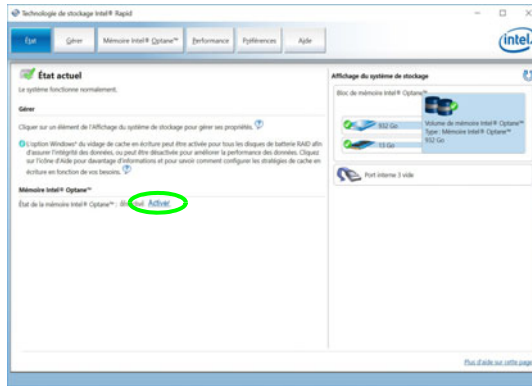 Technologie de stockage Intel® Rapid
État
Gérer
Mémoire Intel® Optane™
Performance
Préférences
Aide
intel
État actuel
Le système fonctionne normalement.
Gérer
Cliquer sur un élément de l'Affichage du système de stockage pour gérer ses propriétés.
L'option Windows* du vidage de cache en écriture peut être activée pour tous les disques de batterie RAID afin
d'assurer l'intégrité des données, ou peut être désactivée pour améliorer la performance des données. Cliquez
sur l'icône d'Aide pour davantage d'informations et pour savoir comment configurer les stratégies de cache en
écriture en fonction de vos besoins.
Mémoire Intel® Optane™
État de la mémoire Intel® Optane™ : Activer
Affichage du système de stockage
Bloc de mémoire Intel® Optane
932 Go
13 Go
Volume de mémoire Intel® Optane
Type : Mémoire Intel® Optane™
932 Go
Port interne 3 vide
Plus d'aide sur cette page